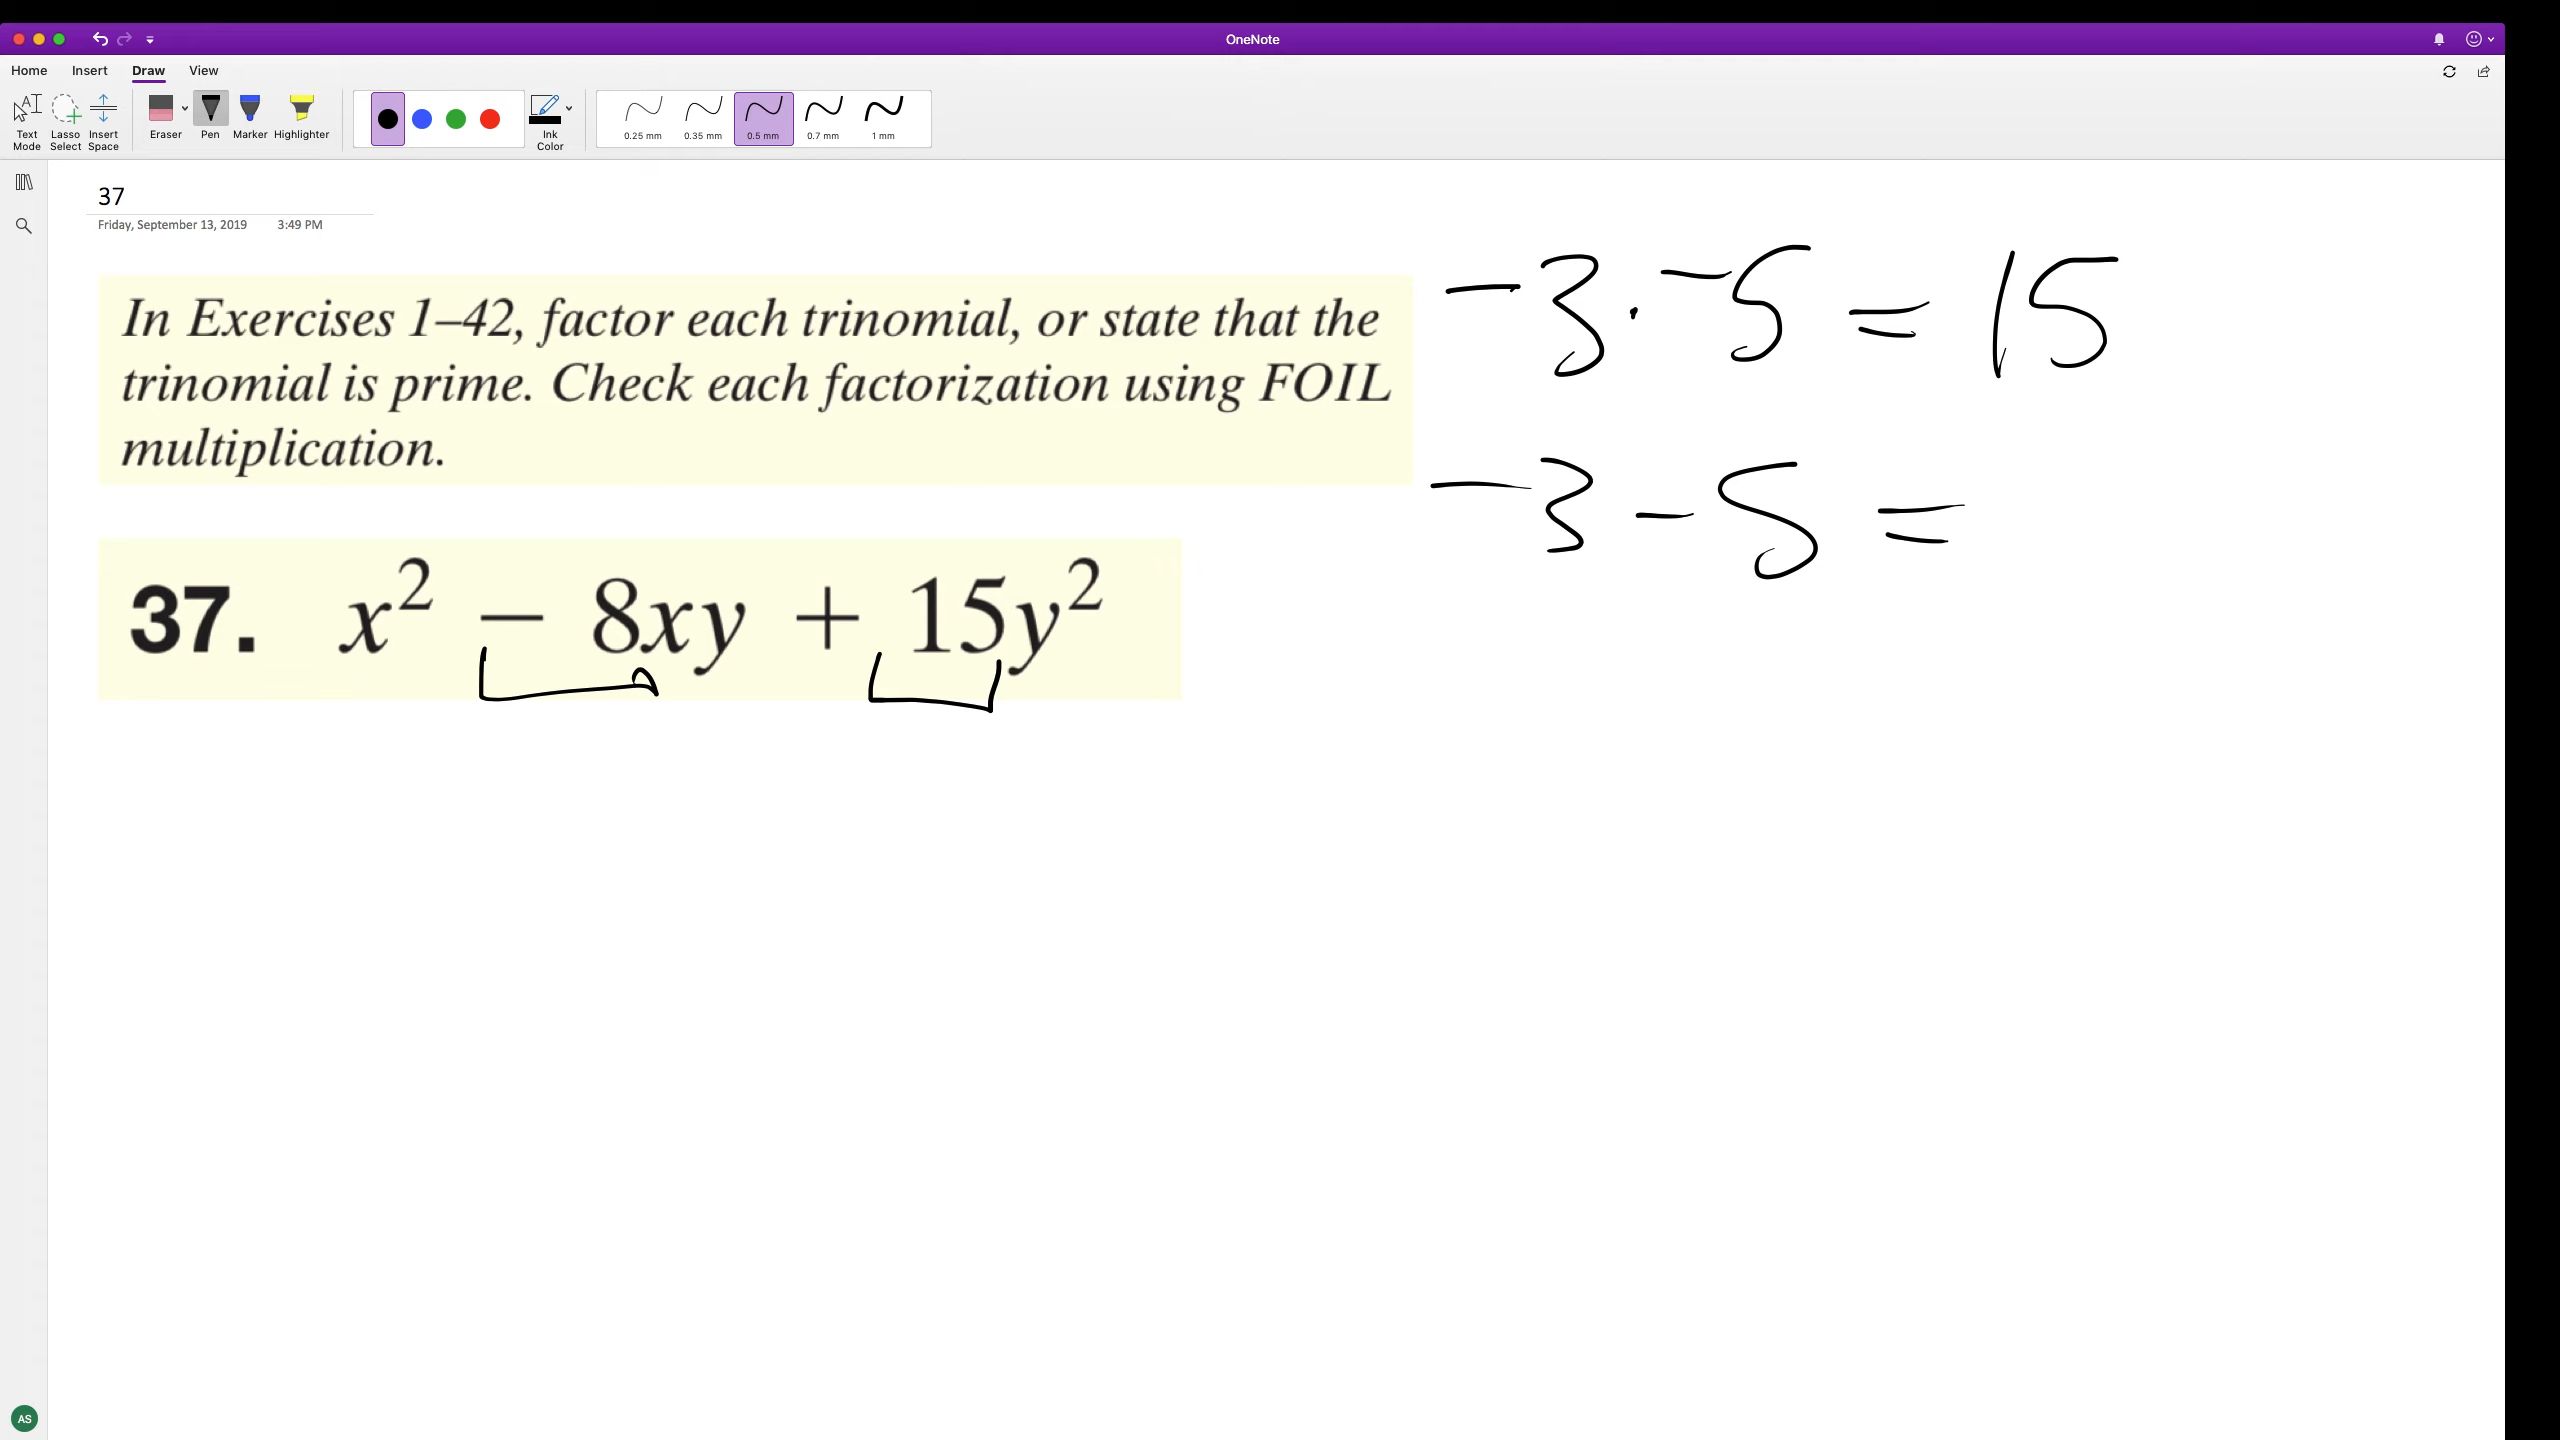 OneNote
Home Insert Draw View
Text Mode Lasso Select Insert Space Eraser Pen Marker Highlighter Ink Color 0.25 mm 0.35 mm 0.5 mm 0.7 mm 1 mm
37
Friday, September 13, 2019 3:49 PM
In Exercises 1–42, factor each trinomial, or state that the
trinomial is prime. Check each factorization using FOIL
multiplication.
37. x² − 8xy + 15y²
−3 · −5 = 15
−3 − 5 =
AS